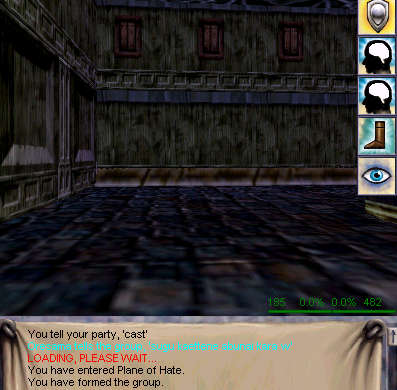 185 0.0% 0.0% 482
You tell your party, 'cast'
LOADING, PLEASE WAIT...
You have entered Plane of Hate.
You have formed the group.